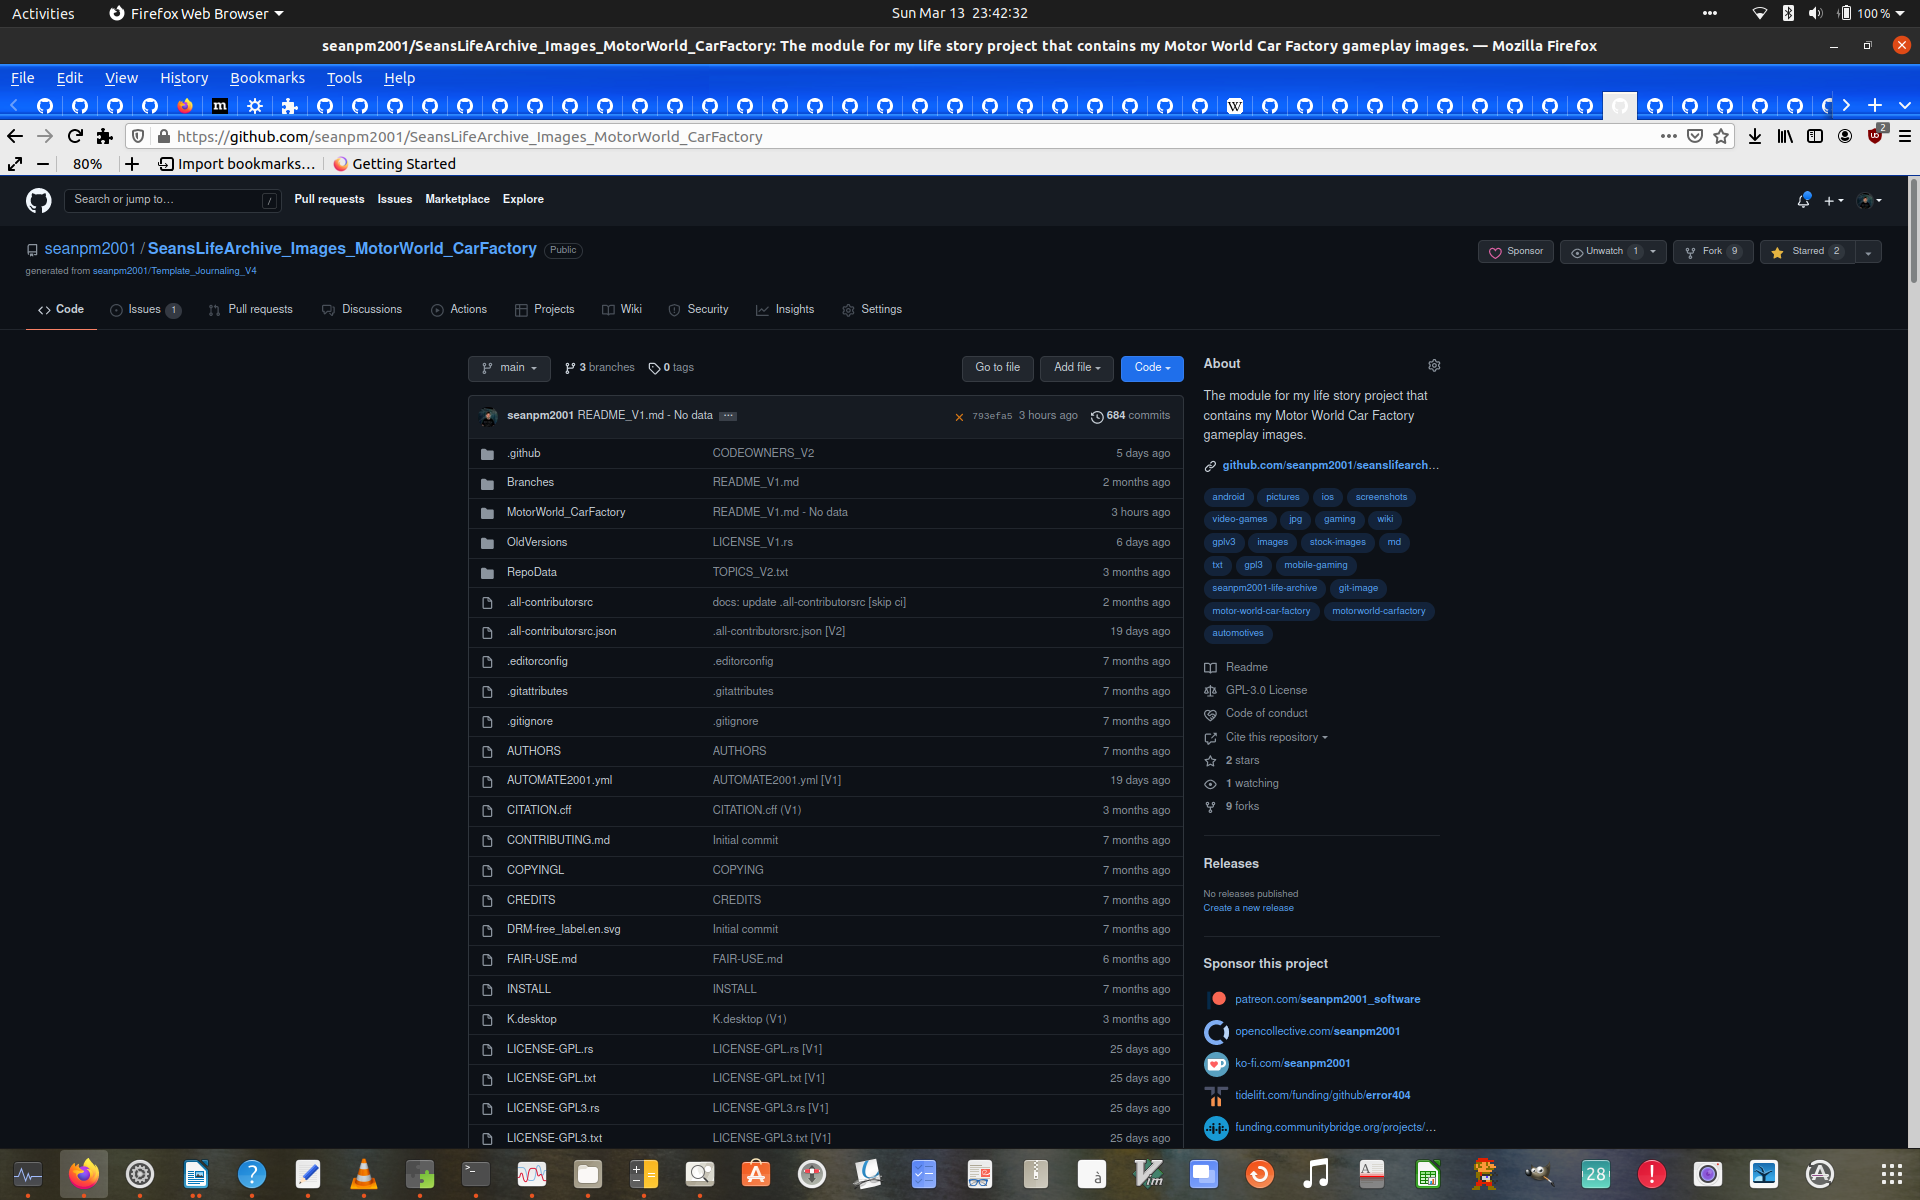 Activities Firefox Web Browser Sun Mar 13 23:42:32 100 %
seanpm2001/SeansLifeArchive_Images_MotorWorld_CarFactory: The module for my life story project that contains my Motor World Car Factory gameplay images. — Mozilla Firefox
File Edit View History Bookmarks Tools Help
https://github.com/seanpm2001/SeansLifeArchive_Images_MotorWorld_CarFactory 2
80% Import bookmarks... Getting Started
Search or jump to... / Pull requests Issues Marketplace Explore
seanpm2001 / SeansLifeArchive_Images_MotorWorld_CarFactory Public
generated from seanpm2001/Template_Journaling_V4
Sponsor Unwatch 1 Fork 9 Starred 2
Code Issues 1 Pull requests Discussions Actions Projects Wiki Security Insights Settings
main 3 branches 0 tags Go to file Add file Code
seanpm2001 README_V1.md - No data 793efa5 3 hours ago 684 commits
.github CODEOWNERS_V2 5 days ago
Branches README_V1.md 2 months ago
MotorWorld_CarFactory README_V1.md - No data 3 hours ago
OldVersions LICENSE_V1.rs 6 days ago
RepoData TOPICS_V2.txt 3 months ago
.all-contributorsrc docs: update .all-contributorsrc [skip ci] 2 months ago
.all-contributorsrc.json .all-contributorsrc.json [V2] 19 days ago
.editorconfig .editorconfig 7 months ago
.gitattributes .gitattributes 7 months ago
.gitignore .gitignore 7 months ago
AUTHORS AUTHORS 7 months ago
AUTOMATE2001.yml AUTOMATE2001.yml [V1] 19 days ago
CITATION.cff CITATION.cff (V1) 3 months ago
CONTRIBUTING.md Initial commit 7 months ago
COPYINGL COPYING 7 months ago
CREDITS CREDITS 7 months ago
DRM-free_label.en.svg Initial commit 7 months ago
FAIR-USE.md FAIR-USE.md 6 months ago
INSTALL INSTALL 7 months ago
K.desktop K.desktop (V1) 3 months ago
LICENSE-GPL.rs LICENSE-GPL.rs [V1] 25 days ago
LICENSE-GPL.txt LICENSE-GPL.txt [V1] 25 days ago
LICENSE-GPL3.rs LICENSE-GPL3.rs [V1] 25 days ago
LICENSE-GPL3.txt LICENSE-GPL3.txt [V1] 25 days ago
About
The module for my life story project that
contains my Motor World Car Factory
gameplay images.
github.com/seanpm2001/seanslifearch...
android pictures ios screenshots
video-games jpg gaming wiki
gplv3 images stock-images md
txt gpl3 mobile-gaming
seanpm2001-life-archive git-image
motor-world-car-factory motorworld-carfactory
automotives
Readme
GPL-3.0 License
Code of conduct
Cite this repository
2 stars
1 watching
9 forks
Releases
No releases published
Create a new release
Sponsor this project
patreon.com/seanpm2001_software
opencollective.com/seanpm2001
ko-fi.com/seanpm2001
tidelift.com/funding/github/error404
funding.communitybridge.org/projects/...
28